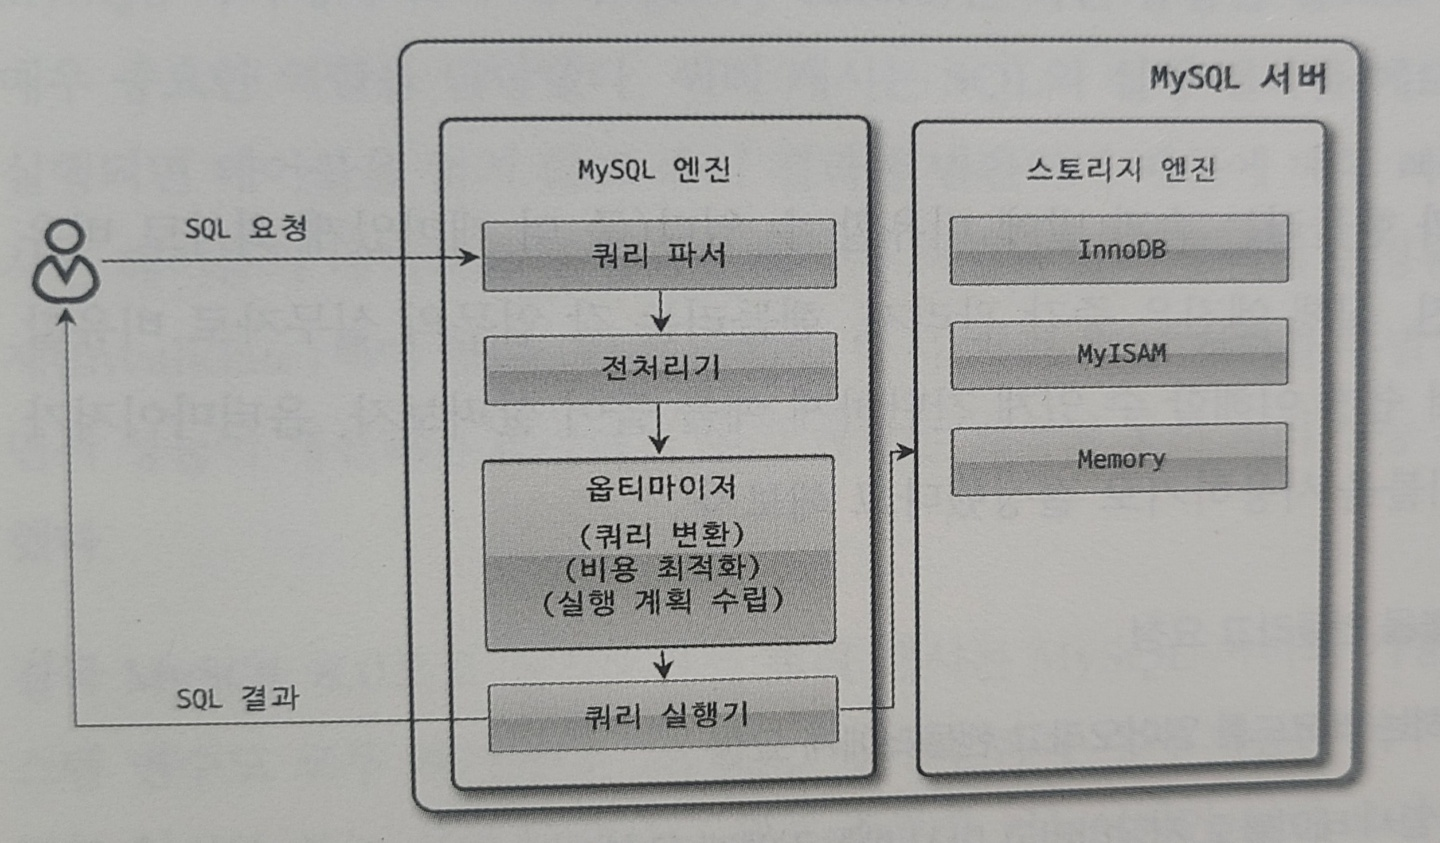 MySQL 서버
MySQL 엔진
스토리지 엔진
SQL 요청
쿼리 파서
전처리기
옵티마이저
(쿼리 변환)
(비용 최적화)
(실행 계획 수립)
쿼리 실행기
SQL 결과
InnoDB
MyISAM
Memory